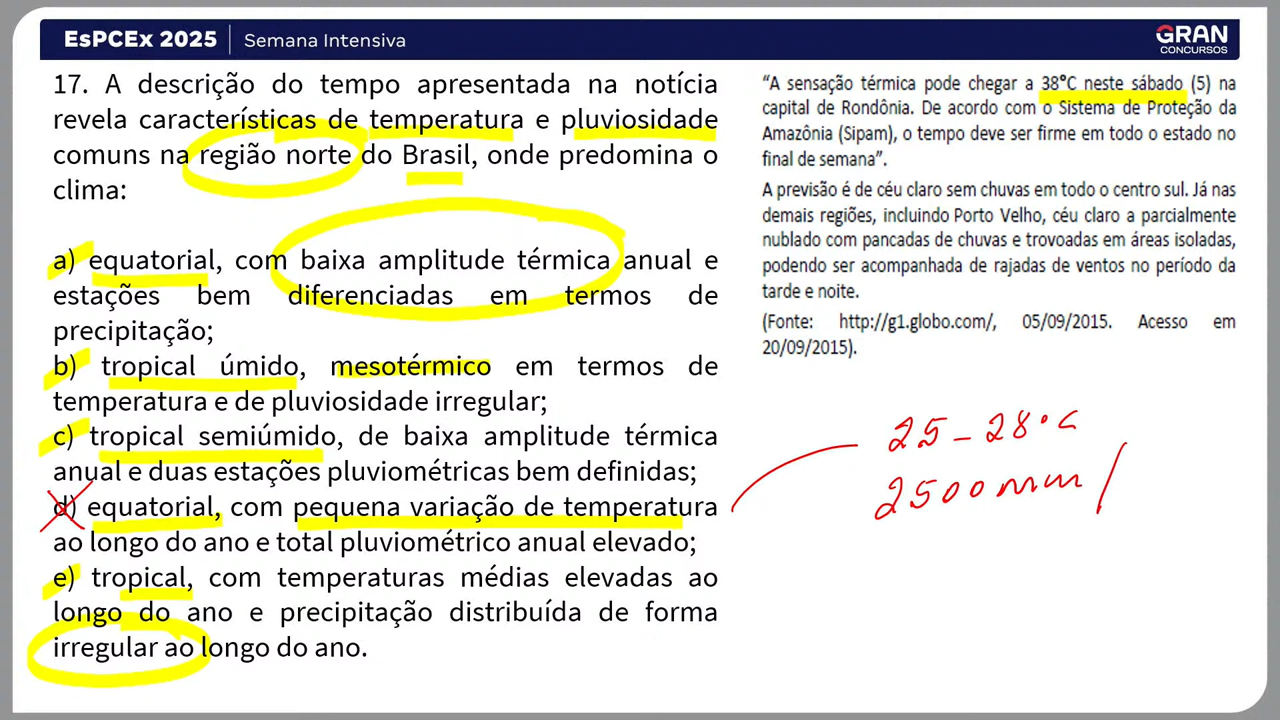 EsPCEx 2025 | Semana Intensiva
GRAN
CONCURSOS
17. A descrição do tempo apresentada na notícia
revela características de temperatura e pluviosidade
comuns na região norte do Brasil, onde predomina o
clima:
a) equatorial, com baixa amplitude térmica anual e
estações bem diferenciadas em termos de
precipitação;
b) tropical úmido, mesotérmico em termos de
temperatura e de pluviosidade irregular;
c) tropical semiúmido, de baixa amplitude térmica
anual e duas estações pluviométricas bem definidas;
d) equatorial, com pequena variação de temperatura
ao longo do ano e total pluviométrico anual elevado;
e) tropical, com temperaturas médias elevadas ao
longo do ano e precipitação distribuída de forma
irregular ao longo do ano.
"A sensação térmica pode chegar a 38°C neste sábado (5) na
capital de Rondônia. De acordo com o Sistema de Proteção da
Amazônia (Sipam), o tempo deve ser firme em todo o estado no
final de semana".
A previsão é de céu claro sem chuvas em todo o centro sul. Já nas
demais regiões, incluindo Porto Velho, céu claro a parcialmente
nublado com pancadas de chuvas e trovoadas em áreas isoladas,
podendo ser acompanhada de rajadas de ventos no período da
tarde e noite.
(Fonte: http://g1.globo.com/, 05/09/2015. Acesso em
20/09/2015).
25-28°C
2500mm/